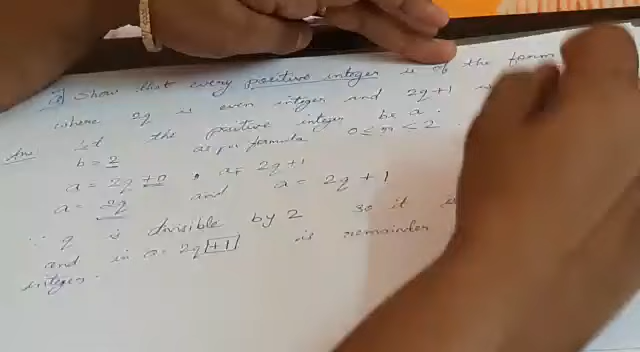 Q) Show that every positive integer is of the form
where 2q is even integer and 2q+1 is
Ans: Let the positive integer be a.
b = 2 as per formula 0 ≤ r < 2.
a = 2q + 0, a = 2q + 1
a = 2q and a = 2q + 1
∵ q is divisible by 2 so it is
and in a = 2q +1 is remainder
integer.